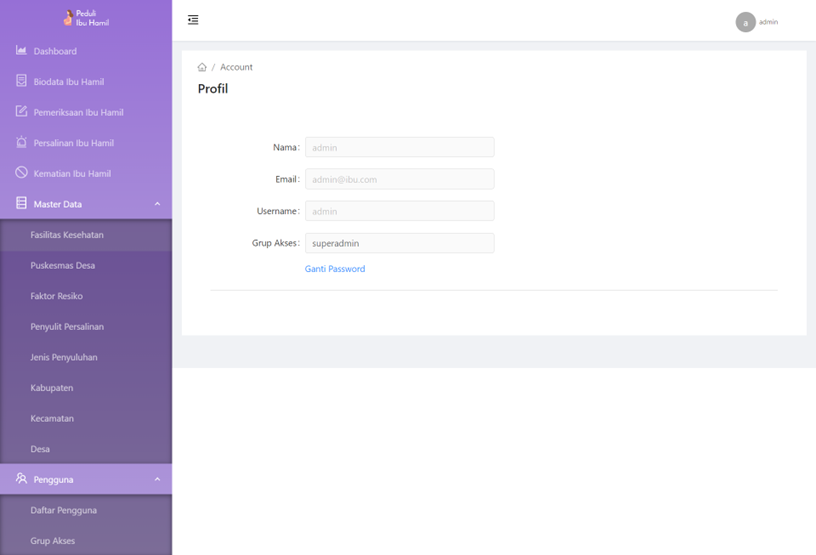 Peduli
Ibu Hamil
Dashboard
Biodata Ibu Hamil
Pemeriksaan Ibu Hamil
Persalinan Ibu Hamil
Kematian Ibu Hamil
Master Data
Fasilitas Kesehatan
Puskesmas Desa
Faktor Resiko
Penyulit Persalinan
Jenis Penyuluhan
Kabupaten
Kecamatan
Desa
Pengguna
Daftar Pengguna
Grup Akses
a admin
/ Account
Profil
Nama: admin
Email: admin@ibu.com
Username: admin
Grup Akses: superadmin
Ganti Password